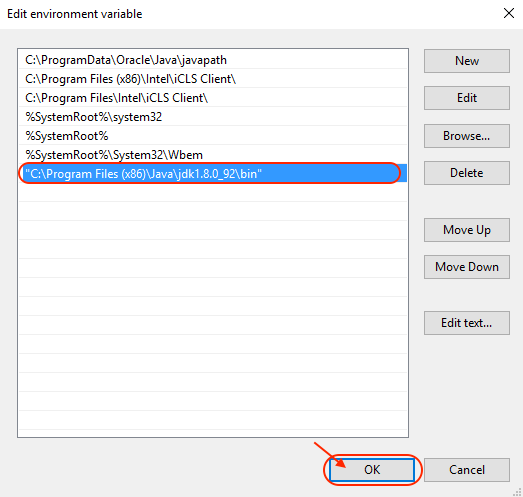 Edit environment variable
C:\ProgramData\Oracle\Java\javapath
C:\Program Files (x86)\Intel\iCLS Client\
C:\Program Files\Intel\iCLS Client\
%SystemRoot%\system32
%SystemRoot%
%SystemRoot%\System32\Wbem
"C:\Program Files (x86)\Java\jdk1.8.0_92\bin"
New
Edit
Browse...
Delete
Move Up
Move Down
Edit text...
OK
Cancel